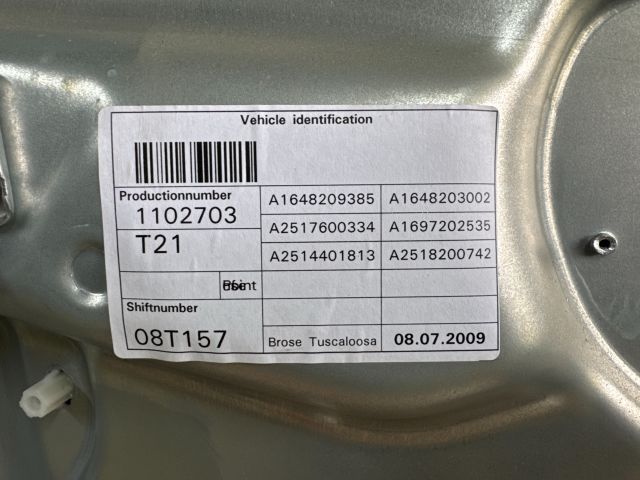 Vehicle identification
Productionnumber
1102703
A1648209385 A1648203002
T21
A2517600334 A1697202535
A2514401813 A2518200742
Shiftnumber
08T157
Brose Tuscaloosa 08.07.2009